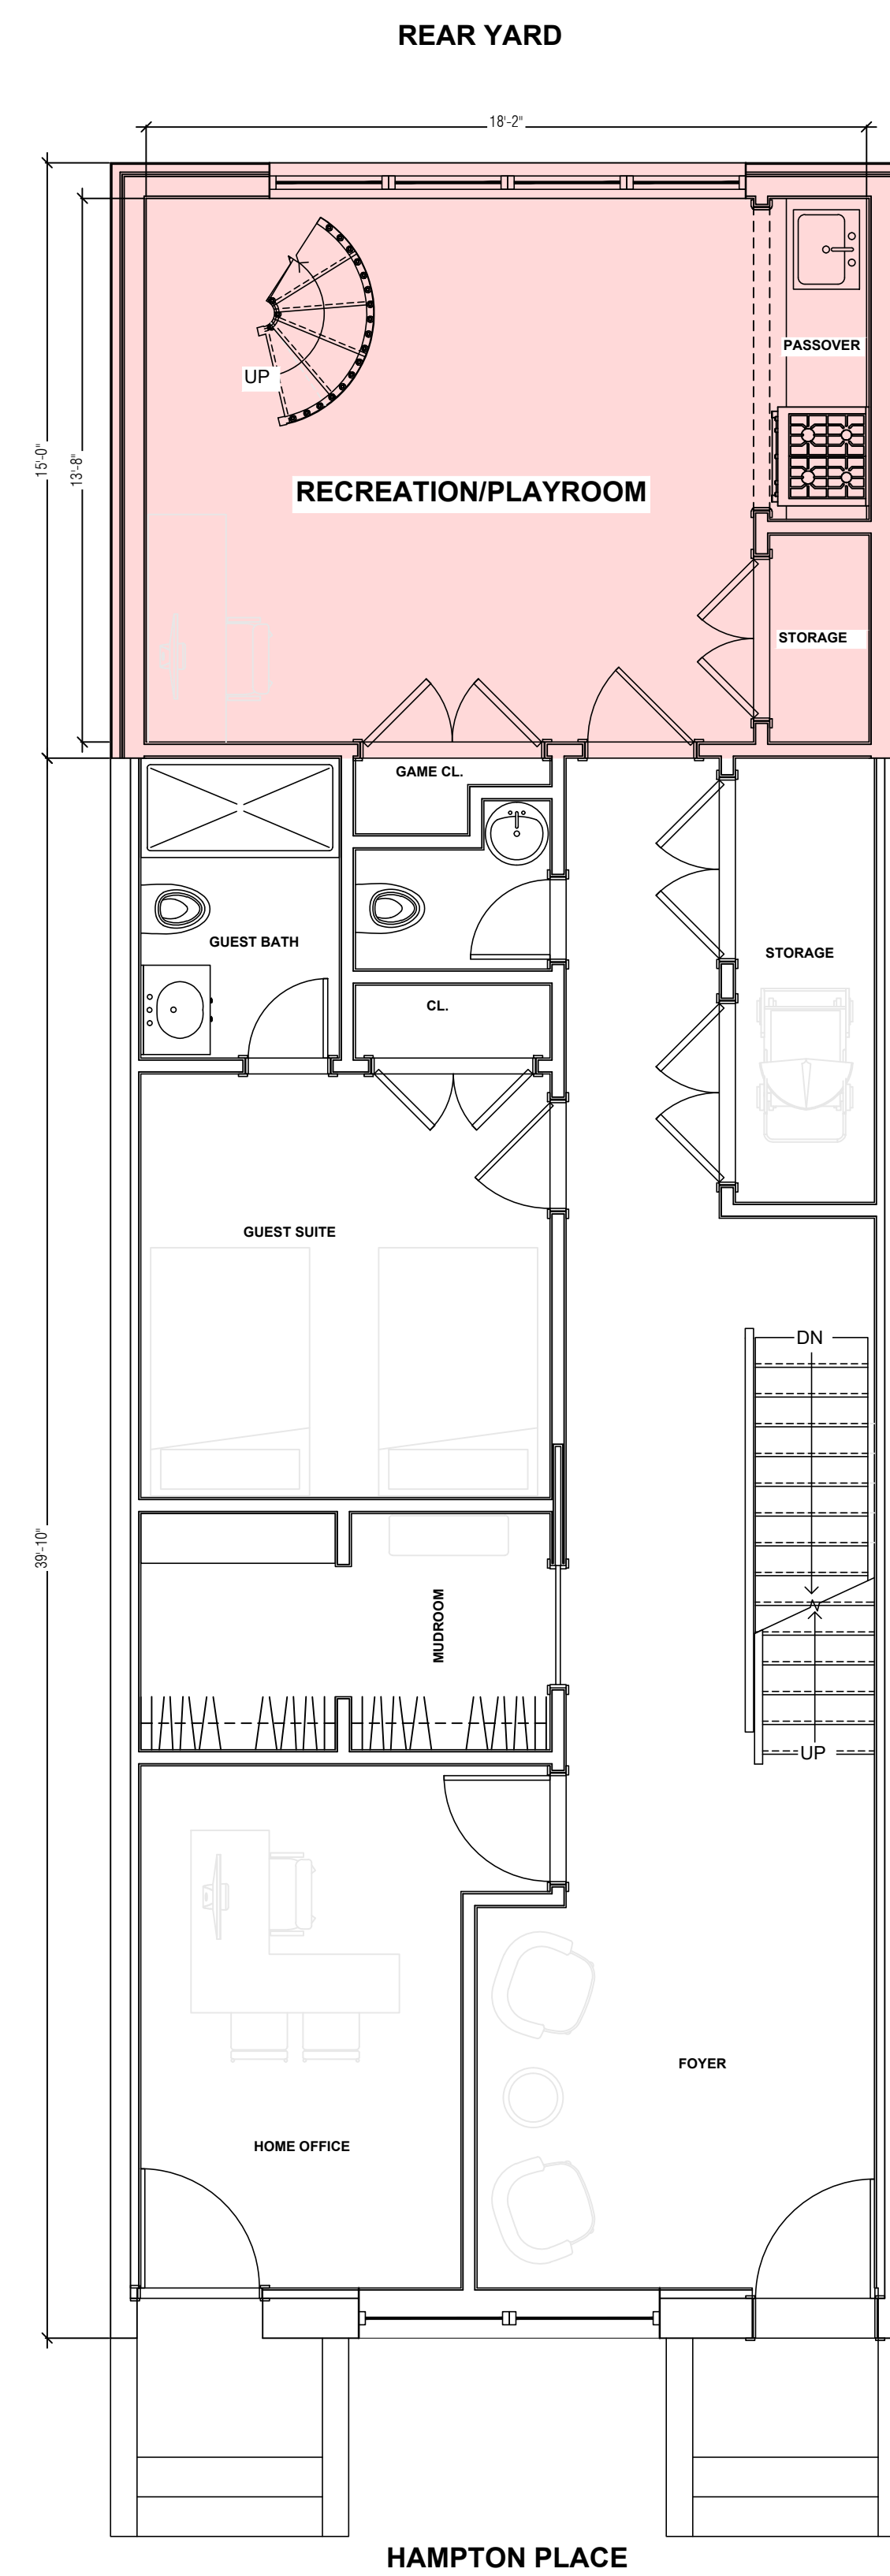 REAR YARD
18'-2"
15'-0"
13'-8"
UP
PASSOVER
RECREATION/PLAYROOM
STORAGE
GAME CL.
GUEST BATH
STORAGE
CL.
GUEST SUITE
DN
39'-10"
MUDROOM
UP
FOYER
HOME OFFICE
HAMPTON PLACE